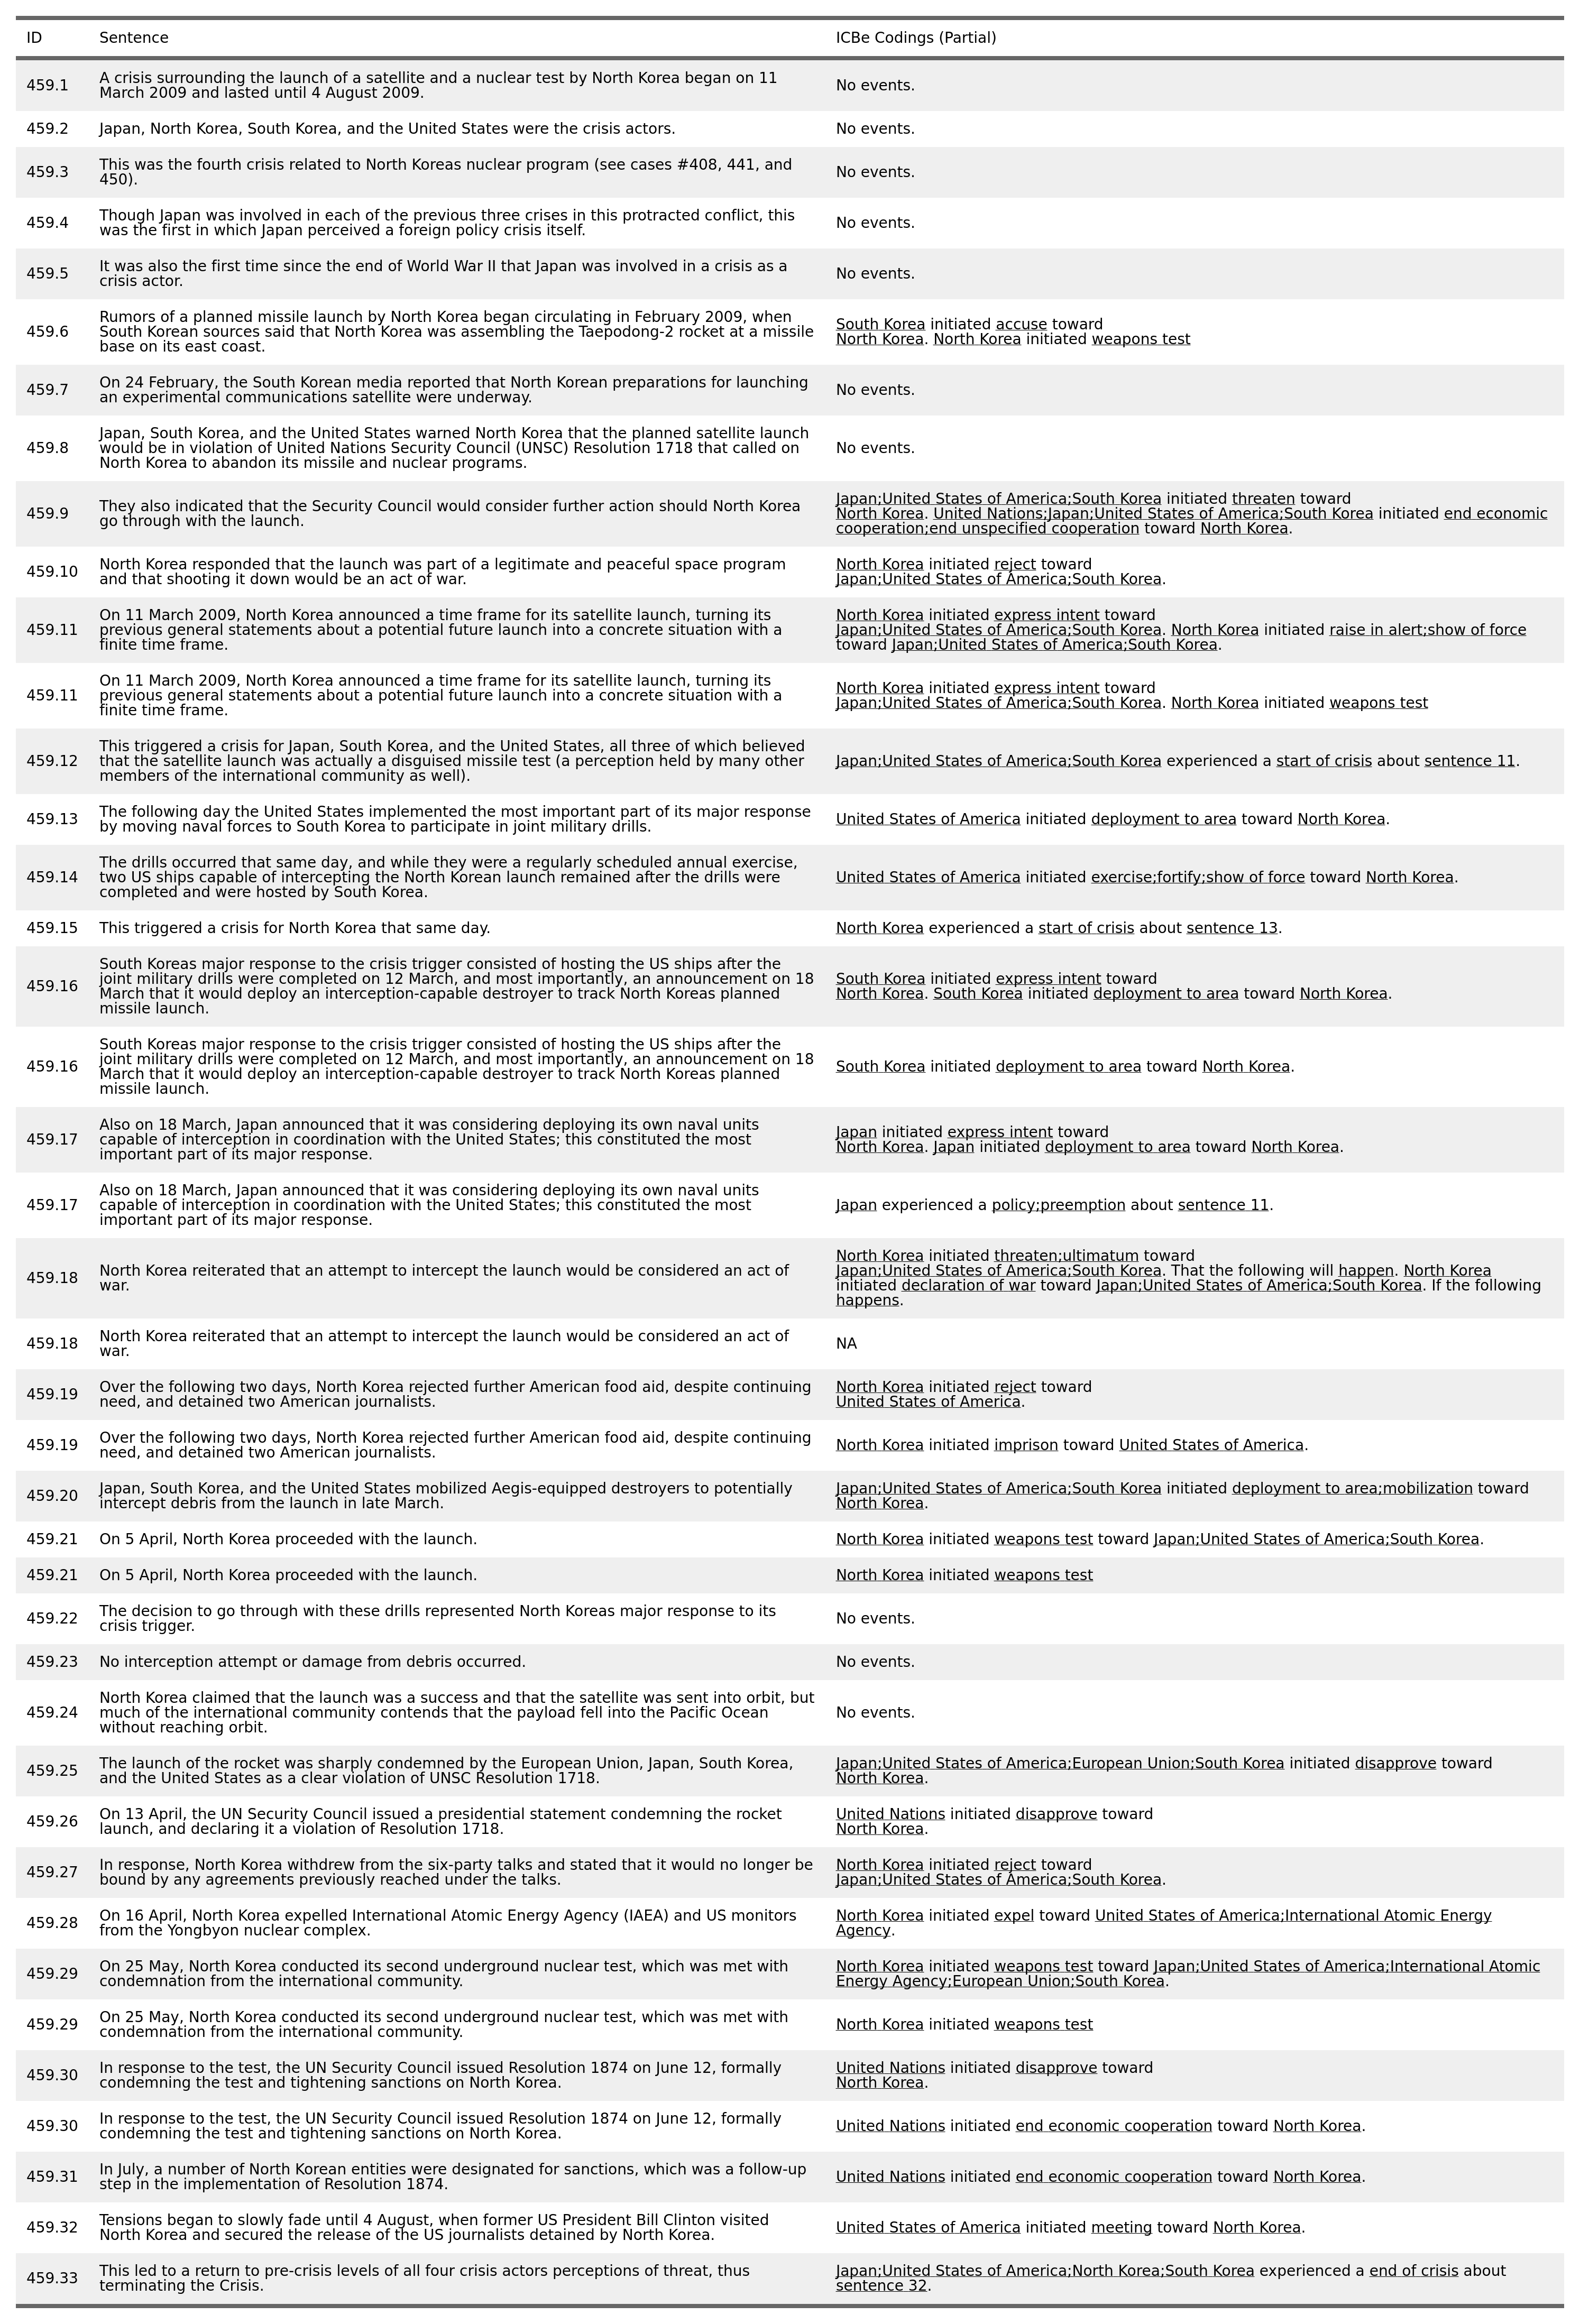 ID Sentence ICBe Codings (Partial)
459.1 A crisis surrounding the launch of a satellite and a nuclear test by North Korea began on 11
March 2009 and lasted until 4 August 2009. No events.
459.2 Japan, North Korea, South Korea, and the United States were the crisis actors. No events.
459.3 This was the fourth crisis related to North Koreas nuclear program (see cases #408, 441, and
450). No events.
459.4 Though Japan was involved in each of the previous three crises in this protracted conflict, this
was the first in which Japan perceived a foreign policy crisis itself. No events.
459.5 It was also the first time since the end of World War II that Japan was involved in a crisis as a
crisis actor. No events.
459.6 Rumors of a planned missile launch by North Korea began circulating in February 2009, when
South Korean sources said that North Korea was assembling the Taepodong-2 rocket at a missile
base on its east coast.
South Korea initiated accuse toward
North Korea. North Korea initiated weapons test
459.7 On 24 February, the South Korean media reported that North Korean preparations for launching
an experimental communications satellite were underway. No events.
459.8 Japan, South Korea, and the United States warned North Korea that the planned satellite launch
would be in violation of United Nations Security Council (UNSC) Resolution 1718 that called on
North Korea to abandon its missile and nuclear programs.
No events.
459.9 They also indicated that the Security Council would consider further action should North Korea
go through with the launch.
Japan;United States of America;South Korea initiated threaten toward
North Korea. United Nations;Japan;United States of America;South Korea initiated end economic
cooperation;end unspecified cooperation toward North Korea.
459.10 North Korea responded that the launch was part of a legitimate and peaceful space program
and that shooting it down would be an act of war.
North Korea initiated reject toward
Japan;United States of America;South Korea.
459.11 On 11 March 2009, North Korea announced a time frame for its satellite launch, turning its
previous general statements about a potential future launch into a concrete situation with a
finite time frame.
North Korea initiated express intent toward
Japan;United States of America;South Korea. North Korea initiated raise in alert;show of force
toward Japan;United States of America;South Korea.
459.11 On 11 March 2009, North Korea announced a time frame for its satellite launch, turning its
previous general statements about a potential future launch into a concrete situation with a
finite time frame.
North Korea initiated express intent toward
Japan;United States of America;South Korea. North Korea initiated weapons test
459.12 This triggered a crisis for Japan, South Korea, and the United States, all three of which believed
that the satellite launch was actually a disguised missile test (a perception held by many other
members of the international community as well).
Japan;United States of America;South Korea experienced a start of crisis about sentence 11.
459.13 The following day the United States implemented the most important part of its major response
by moving naval forces to South Korea to participate in joint military drills.
United States of America initiated deployment to area toward North Korea.
459.14 The drills occurred that same day, and while they were a regularly scheduled annual exercise,
two US ships capable of intercepting the North Korean launch remained after the drills were
completed and were hosted by South Korea.
United States of America initiated exercise;fortify;show of force toward North Korea.
459.15 This triggered a crisis for North Korea that same day. North Korea experienced a start of crisis about sentence 13.
459.16 South Koreas major response to the crisis trigger consisted of hosting the US ships after the
joint military drills were completed on 12 March, and most importantly, an announcement on 18
March that it would deploy an interception-capable destroyer to track North Koreas planned
missile launch.
South Korea initiated express intent toward
North Korea. South Korea initiated deployment to area toward North Korea.
459.16 South Koreas major response to the crisis trigger consisted of hosting the US ships after the
joint military drills were completed on 12 March, and most importantly, an announcement on 18
March that it would deploy an interception-capable destroyer to track North Koreas planned
missile launch.
South Korea initiated deployment to area toward North Korea.
459.17 Also on 18 March, Japan announced that it was considering deploying its own naval units
capable of interception in coordination with the United States; this constituted the most
important part of its major response.
Japan initiated express intent toward
North Korea. Japan initiated deployment to area toward North Korea.
459.17 Also on 18 March, Japan announced that it was considering deploying its own naval units
capable of interception in coordination with the United States; this constituted the most
important part of its major response.
Japan experienced a policy;preemption about sentence 11.
459.18 North Korea reiterated that an attempt to intercept the launch would be considered an act of
war.
North Korea initiated threaten;ultimatum toward
Japan;United States of America;South Korea. That the following will happen. North Korea
initiated declaration of war toward Japan;United States of America;South Korea. If the following
happens.
459.18 North Korea reiterated that an attempt to intercept the launch would be considered an act of
war. NA
459.19 Over the following two days, North Korea rejected further American food aid, despite continuing
need, and detained two American journalists.
North Korea initiated reject toward
United States of America.
459.19 Over the following two days, North Korea rejected further American food aid, despite continuing
need, and detained two American journalists.
North Korea initiated imprison toward United States of America.
459.20 Japan, South Korea, and the United States mobilized Aegis-equipped destroyers to potentially
intercept debris from the launch in late March.
Japan;United States of America;South Korea initiated deployment to area;mobilization toward
North Korea.
459.21 On 5 April, North Korea proceeded with the launch. North Korea initiated weapons test toward Japan;United States of America;South Korea.
459.21 On 5 April, North Korea proceeded with the launch. North Korea initiated weapons test
459.22 The decision to go through with these drills represented North Koreas major response to its
crisis trigger. No events.
459.23 No interception attempt or damage from debris occurred. No events.
459.24 North Korea claimed that the launch was a success and that the satellite was sent into orbit, but
much of the international community contends that the payload fell into the Pacific Ocean
without reaching orbit.
No events.
459.25 The launch of the rocket was sharply condemned by the European Union, Japan, South Korea,
and the United States as a clear violation of UNSC Resolution 1718.
Japan;United States of America;European Union;South Korea initiated disapprove toward
North Korea.
459.26 On 13 April, the UN Security Council issued a presidential statement condemning the rocket
launch, and declaring it a violation of Resolution 1718.
United Nations initiated disapprove toward
North Korea.
459.27 In response, North Korea withdrew from the six-party talks and stated that it would no longer be
bound by any agreements previously reached under the talks.
North Korea initiated reject toward
Japan;United States of America;South Korea.
459.28 On 16 April, North Korea expelled International Atomic Energy Agency (IAEA) and US monitors
from the Yongbyon nuclear complex.
North Korea initiated expel toward United States of America;International Atomic Energy
Agency.
459.29 On 25 May, North Korea conducted its second underground nuclear test, which was met with
condemnation from the international community.
North Korea initiated weapons test toward Japan;United States of America;International Atomic
Energy Agency;European Union;South Korea.
459.29 On 25 May, North Korea conducted its second underground nuclear test, which was met with
condemnation from the international community.
North Korea initiated weapons test
459.30 In response to the test, the UN Security Council issued Resolution 1874 on June 12, formally
condemning the test and tightening sanctions on North Korea.
United Nations initiated disapprove toward
North Korea.
459.30 In response to the test, the UN Security Council issued Resolution 1874 on June 12, formally
condemning the test and tightening sanctions on North Korea.
United Nations initiated end economic cooperation toward North Korea.
459.31 In July, a number of North Korean entities were designated for sanctions, which was a follow-up
step in the implementation of Resolution 1874.
United Nations initiated end economic cooperation toward North Korea.
459.32 Tensions began to slowly fade until 4 August, when former US President Bill Clinton visited
North Korea and secured the release of the US journalists detained by North Korea.
United States of America initiated meeting toward North Korea.
459.33 This led to a return to pre-crisis levels of all four crisis actors perceptions of threat, thus
terminating the Crisis.
Japan;United States of America;North Korea;South Korea experienced a end of crisis about
sentence 32.